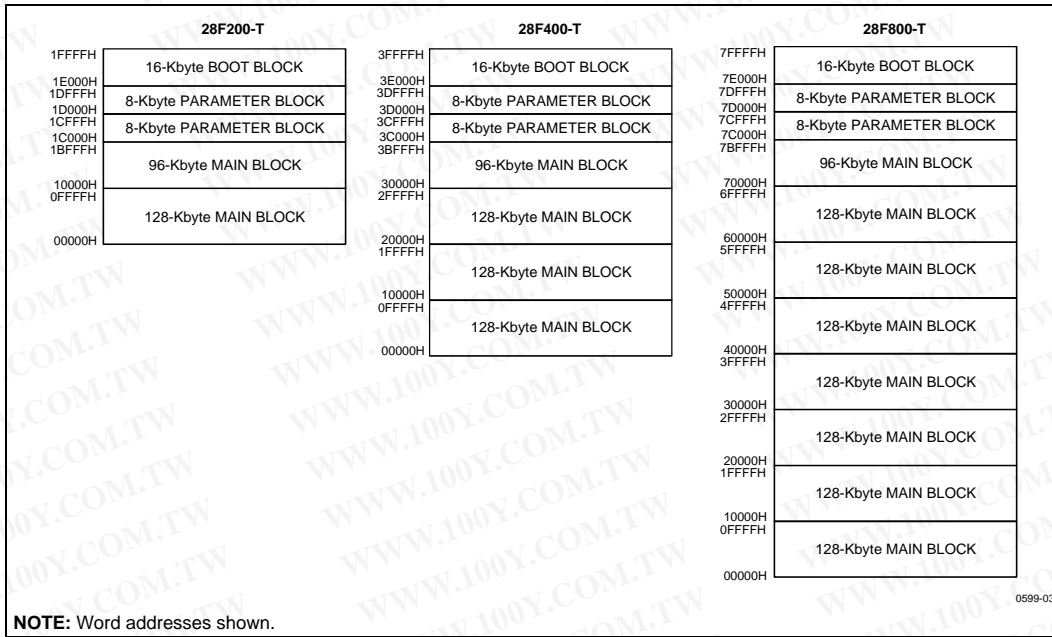 28F200-T
1FFFFH
16-Kbyte BOOT BLOCK
1E000H
1DFFFH
8-Kbyte PARAMETER BLOCK
1D000H
1CFFFH
8-Kbyte PARAMETER BLOCK
1C000H
1BFFFH
96-Kbyte MAIN BLOCK
10000H
0FFFFH
128-Kbyte MAIN BLOCK
00000H
28F400-T
3FFFFH
16-Kbyte BOOT BLOCK
3E000H
3DFFFH
8-Kbyte PARAMETER BLOCK
3D000H
3CFFFH
8-Kbyte PARAMETER BLOCK
3C000H
3BFFFH
96-Kbyte MAIN BLOCK
30000H
2FFFFH
128-Kbyte MAIN BLOCK
20000H
1FFFFH
128-Kbyte MAIN BLOCK
10000H
0FFFFH
128-Kbyte MAIN BLOCK
00000H
28F800-T
7FFFFH
16-Kbyte BOOT BLOCK
7E000H
7DFFFH
8-Kbyte PARAMETER BLOCK
7D000H
7CFFFH
8-Kbyte PARAMETER BLOCK
7C000H
7BFFFH
96-Kbyte MAIN BLOCK
70000H
6FFFFH
128-Kbyte MAIN BLOCK
60000H
5FFFFH
128-Kbyte MAIN BLOCK
50000H
4FFFFH
128-Kbyte MAIN BLOCK
40000H
3FFFFH
128-Kbyte MAIN BLOCK
30000H
2FFFFH
128-Kbyte MAIN BLOCK
20000H
1FFFFH
128-Kbyte MAIN BLOCK
10000H
0FFFFH
128-Kbyte MAIN BLOCK
00000H
0599-03
NOTE: Word addresses shown.
WWW.100Y.COM.TW